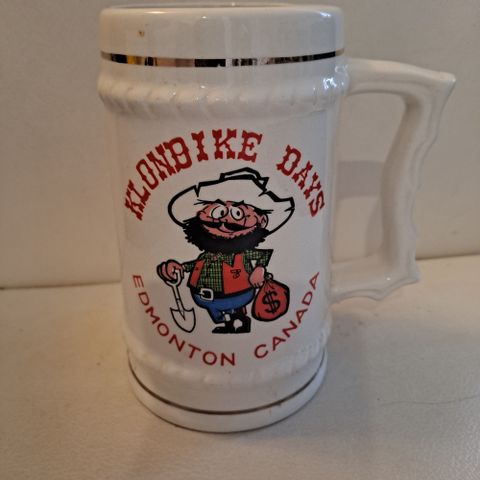 KLONDIKE DAYS
$
EDMONTON CANADA